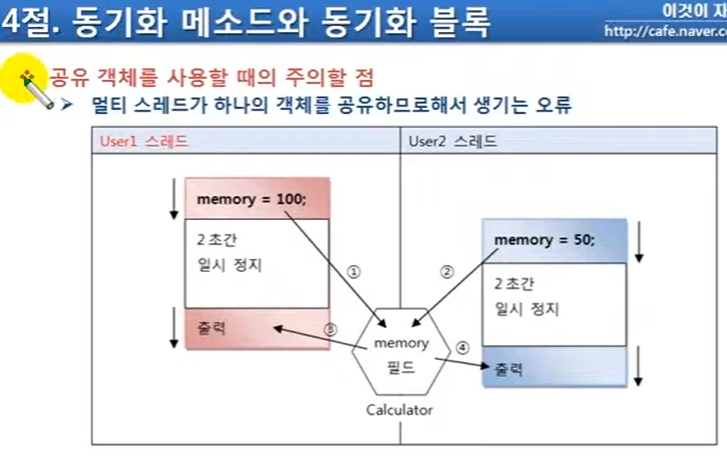 4절. 동기화 메소드와 동기화 블록
이것이 자
http://cafe.naver.co
공유 객체를 사용할 때의 주의할 점
멀티 스레드가 하나의 객체를 공유하므로해서 생기는 오류
User1 스레드
User2 스레드
memory = 100;
2초간
일시 정지
출력
memory = 50;
2초간
일시 정지
출력
①
②
③
④
memory
필드
Calculator